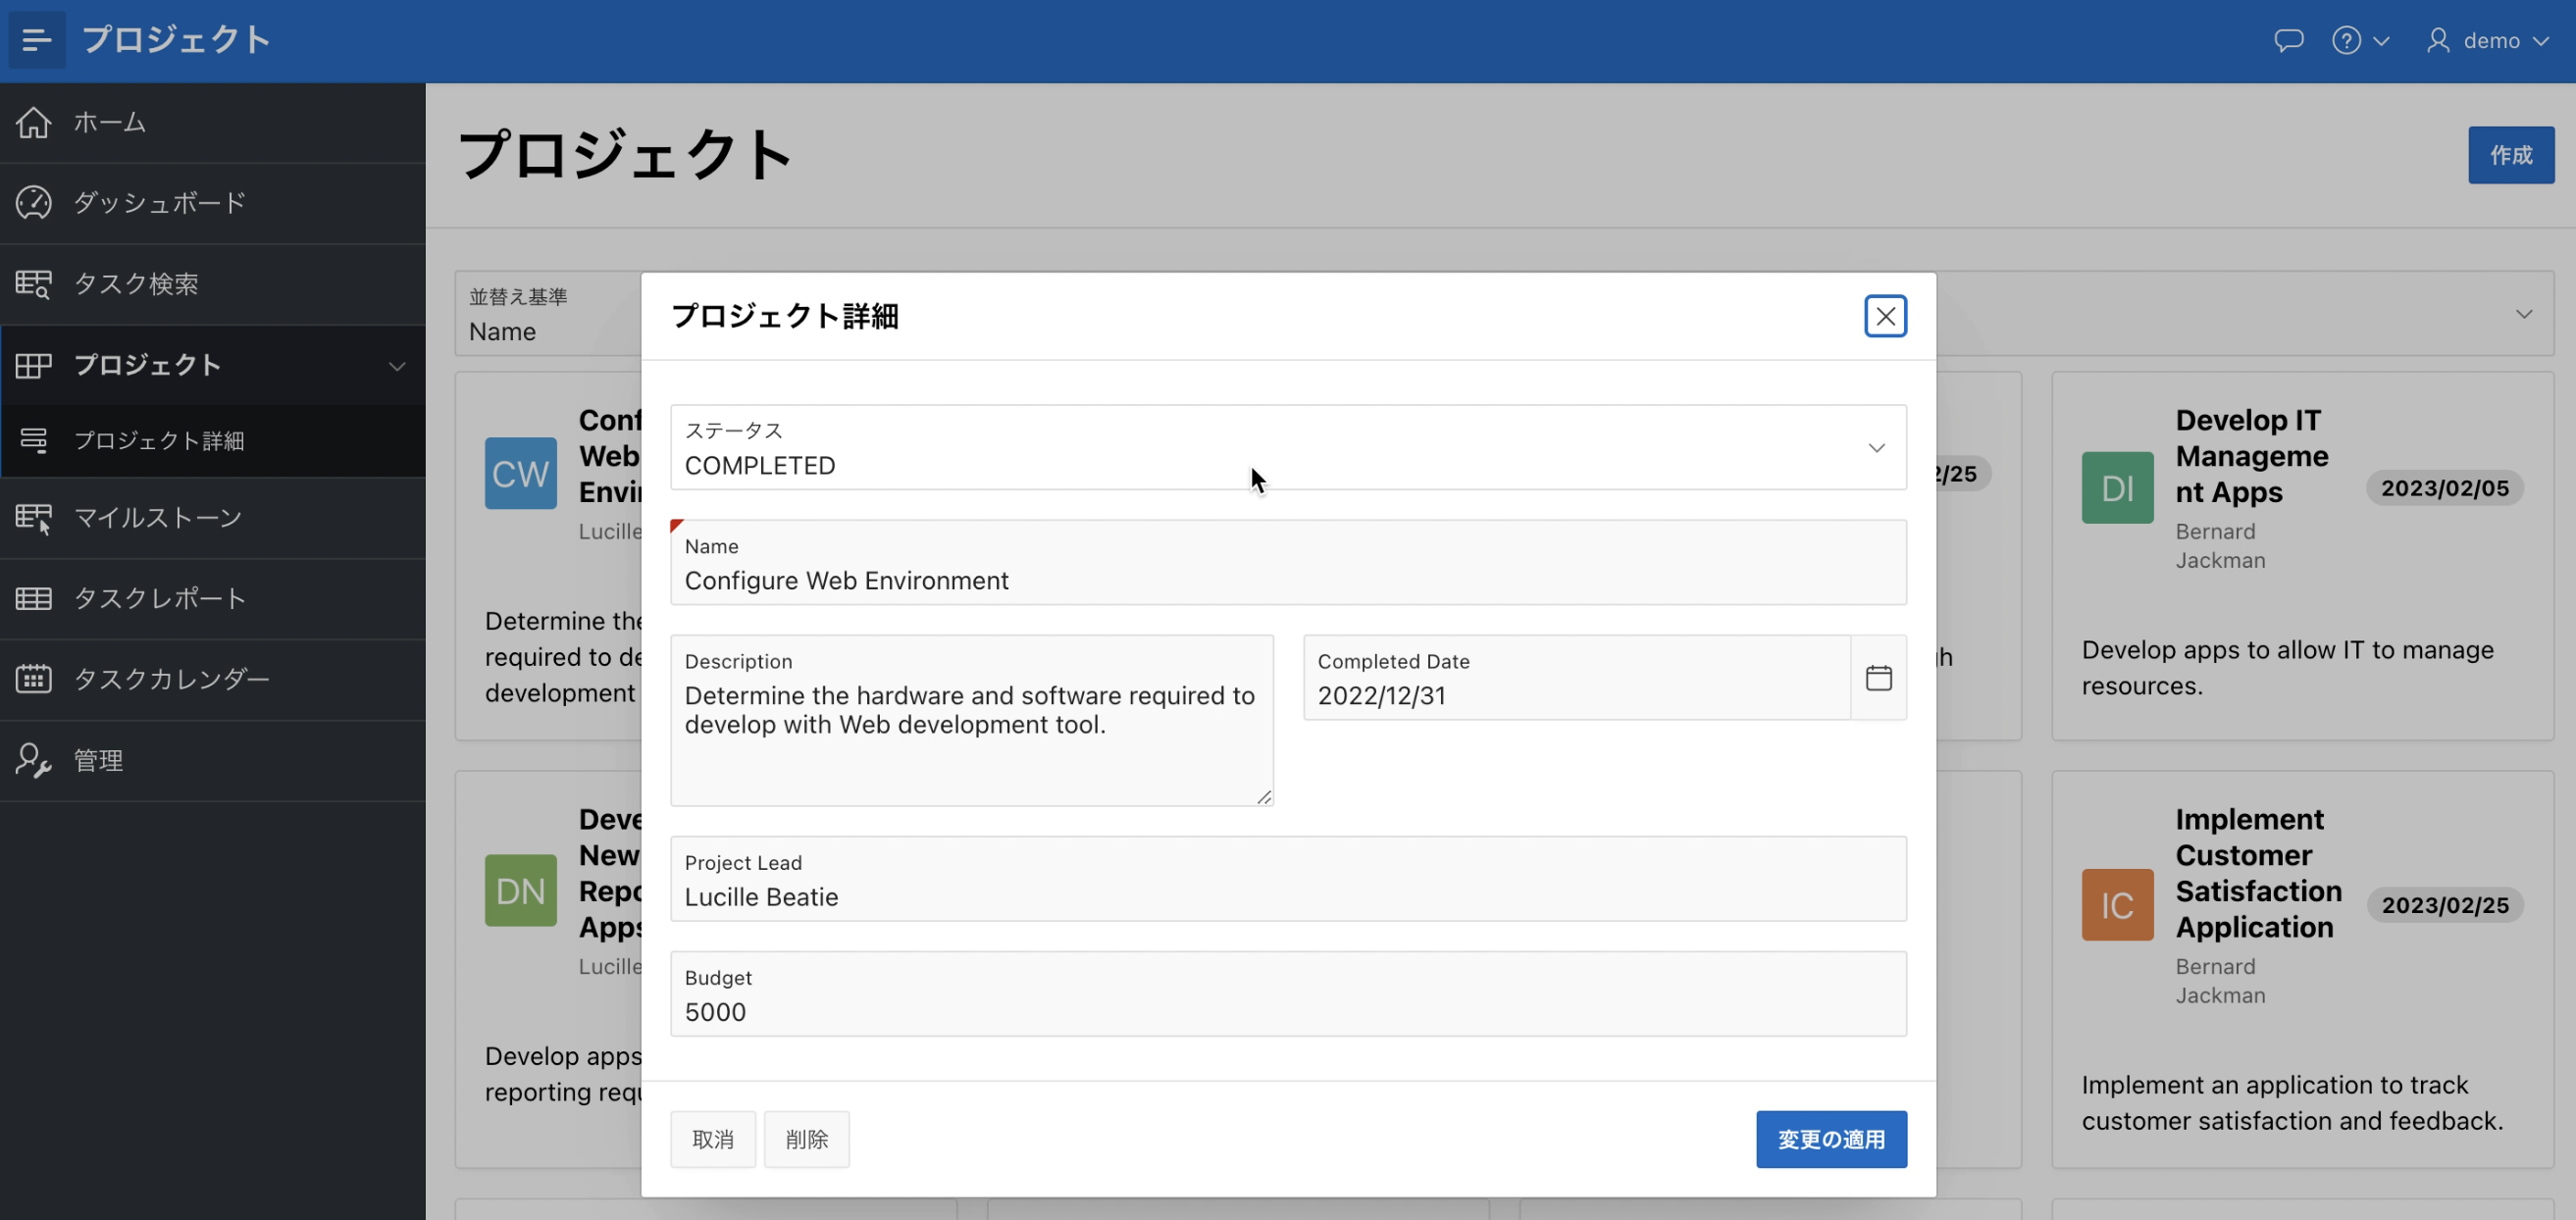 プロジェクト
demo
ホーム
ダッシュボード
タスク検索
プロジェクト
プロジェクト詳細
マイルストーン
タスクレポート
タスクカレンダー
管理
プロジェクト
作成
並替え基準
Name
CW
Lucille
Determine the
required to
development
DI
Develop IT
Manageme
nt Apps
2023/02/05
Bernard
Jackman
Develop apps to allow IT to manage
resources.
DN
New
Lucille
Develop apps
reporting
IC
Implement
Customer
Satisfaction
Application
2023/02/25
Bernard
Jackman
Implement an application to track
customer satisfaction and feedback.
プロジェクト詳細
ステータス
COMPLETED
Name
Configure Web Environment
Description
Determine the hardware and software required to
develop with Web development tool.
Completed Date
2022/12/31
Project Lead
Lucille Beatie
Budget
5000
取消
削除
変更の適用